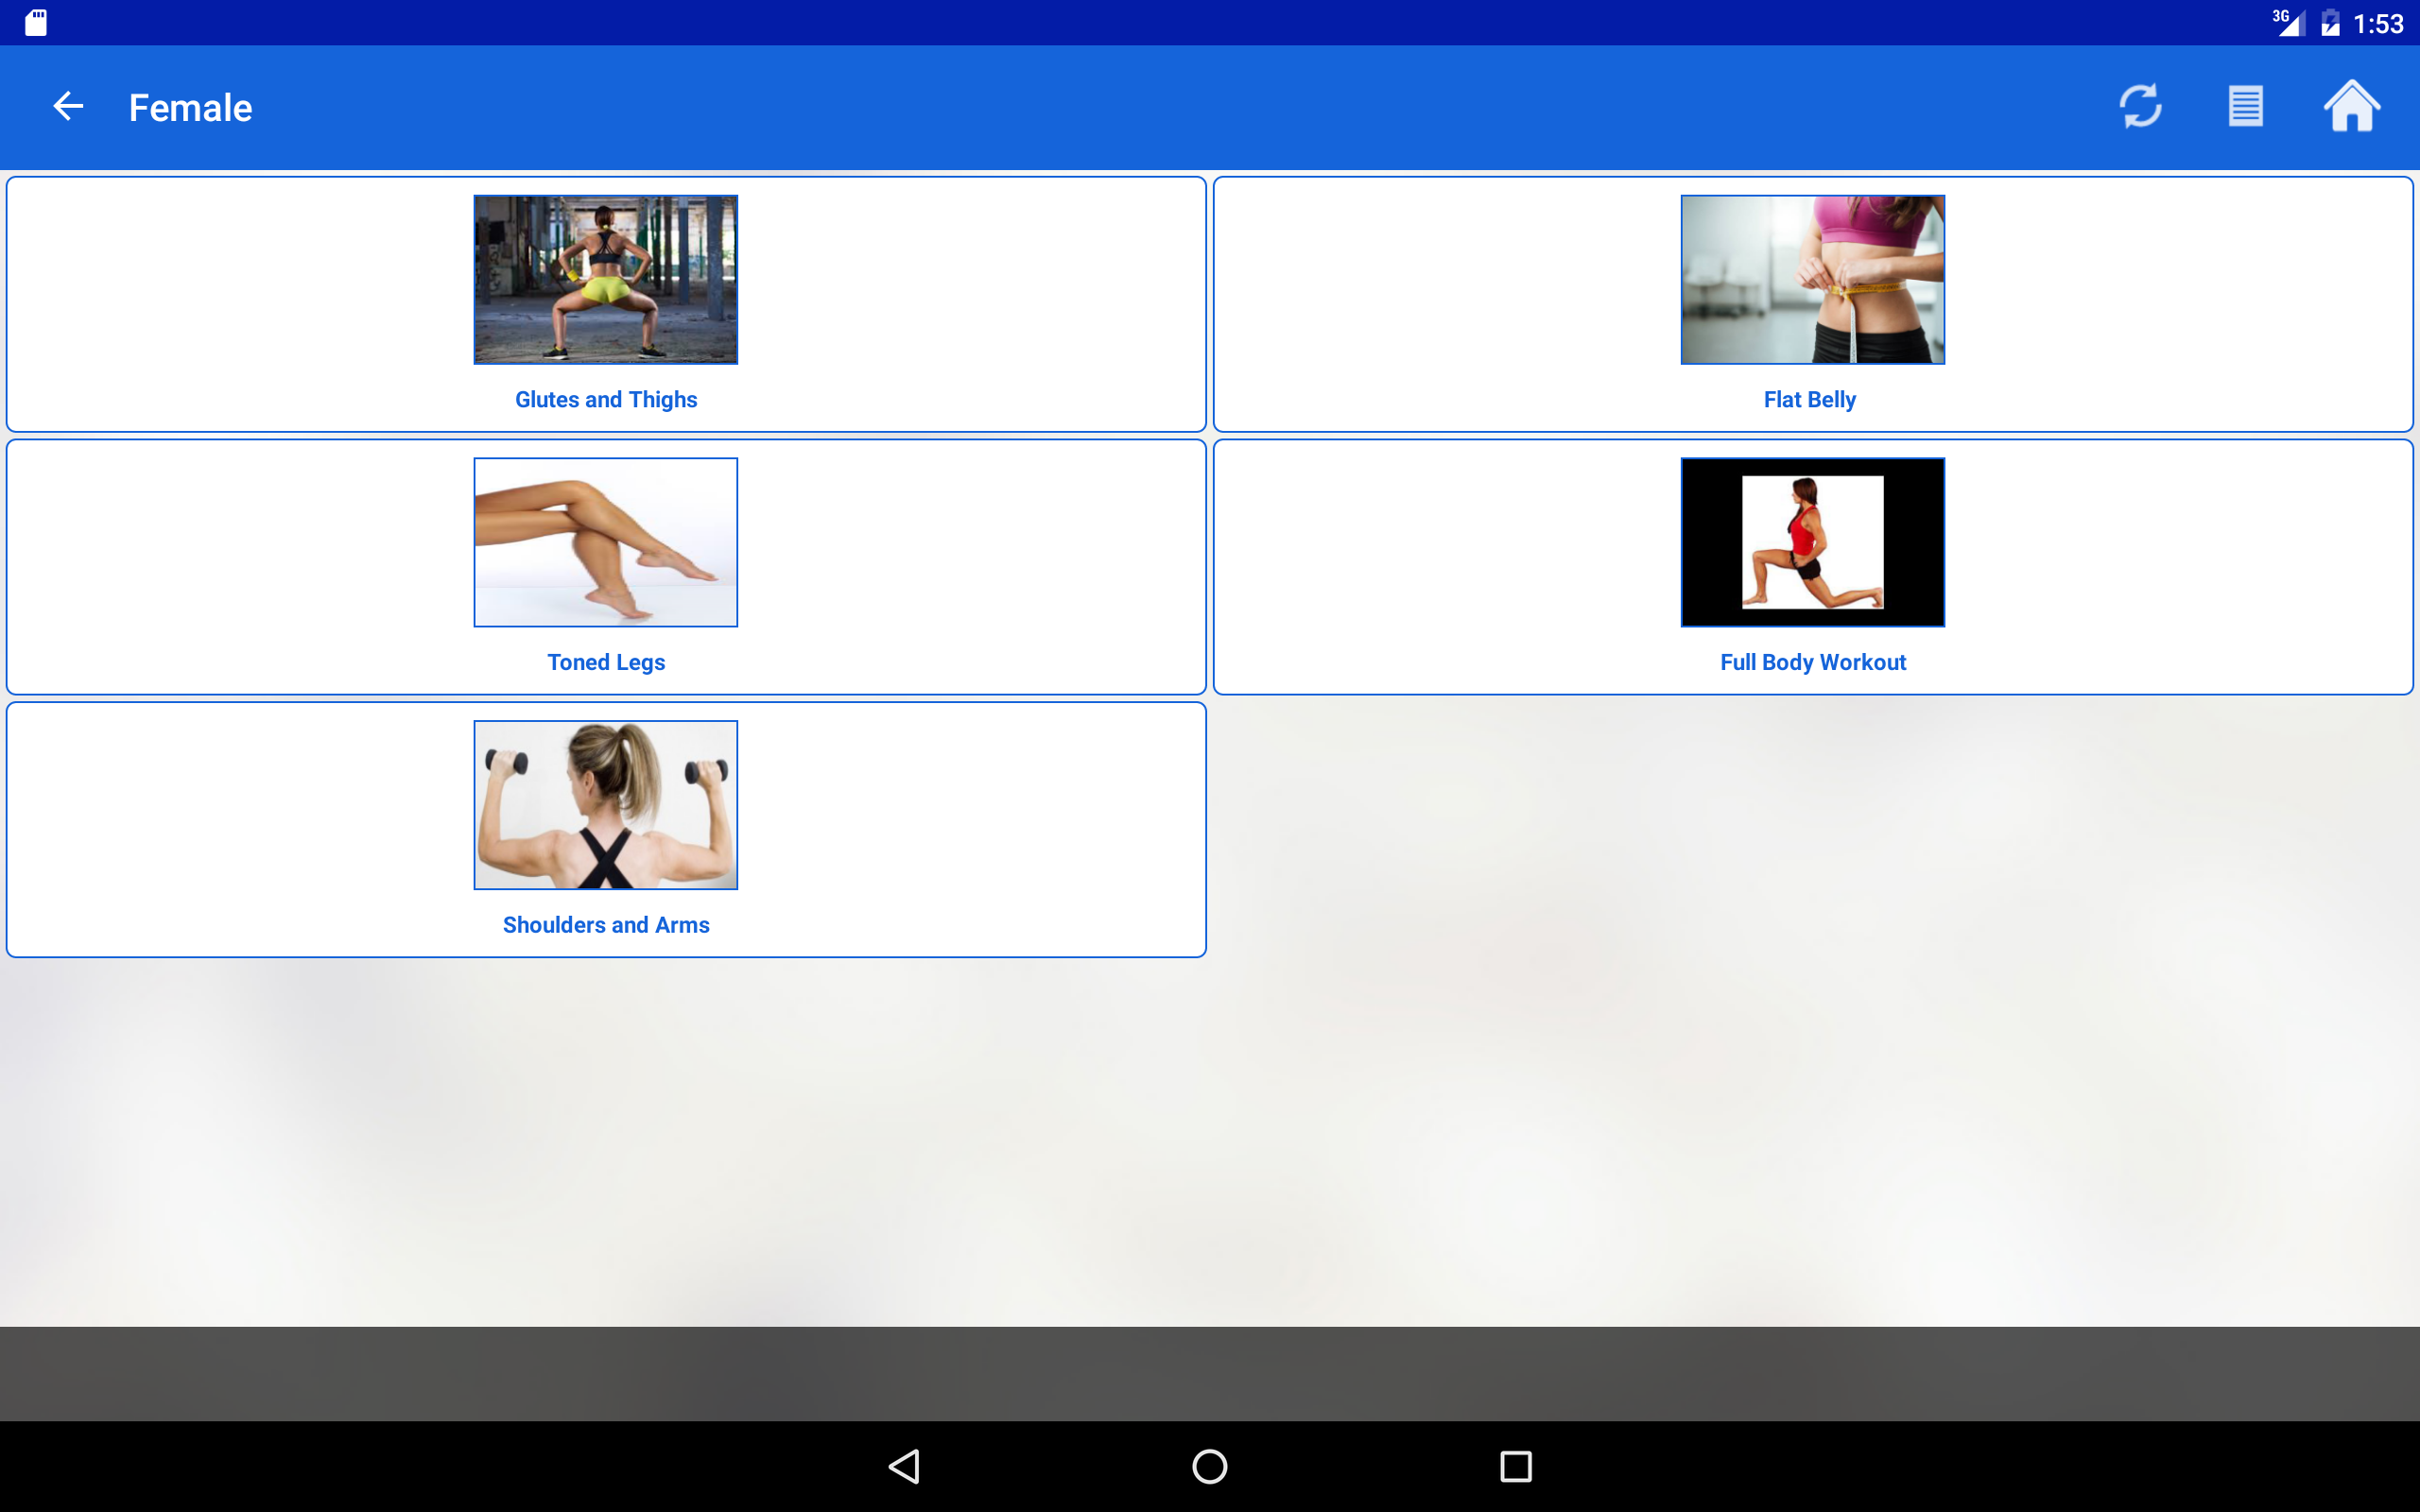 3G 1:53
Female
Glutes and Thighs
Flat Belly
Toned Legs
Full Body Workout
Shoulders and Arms